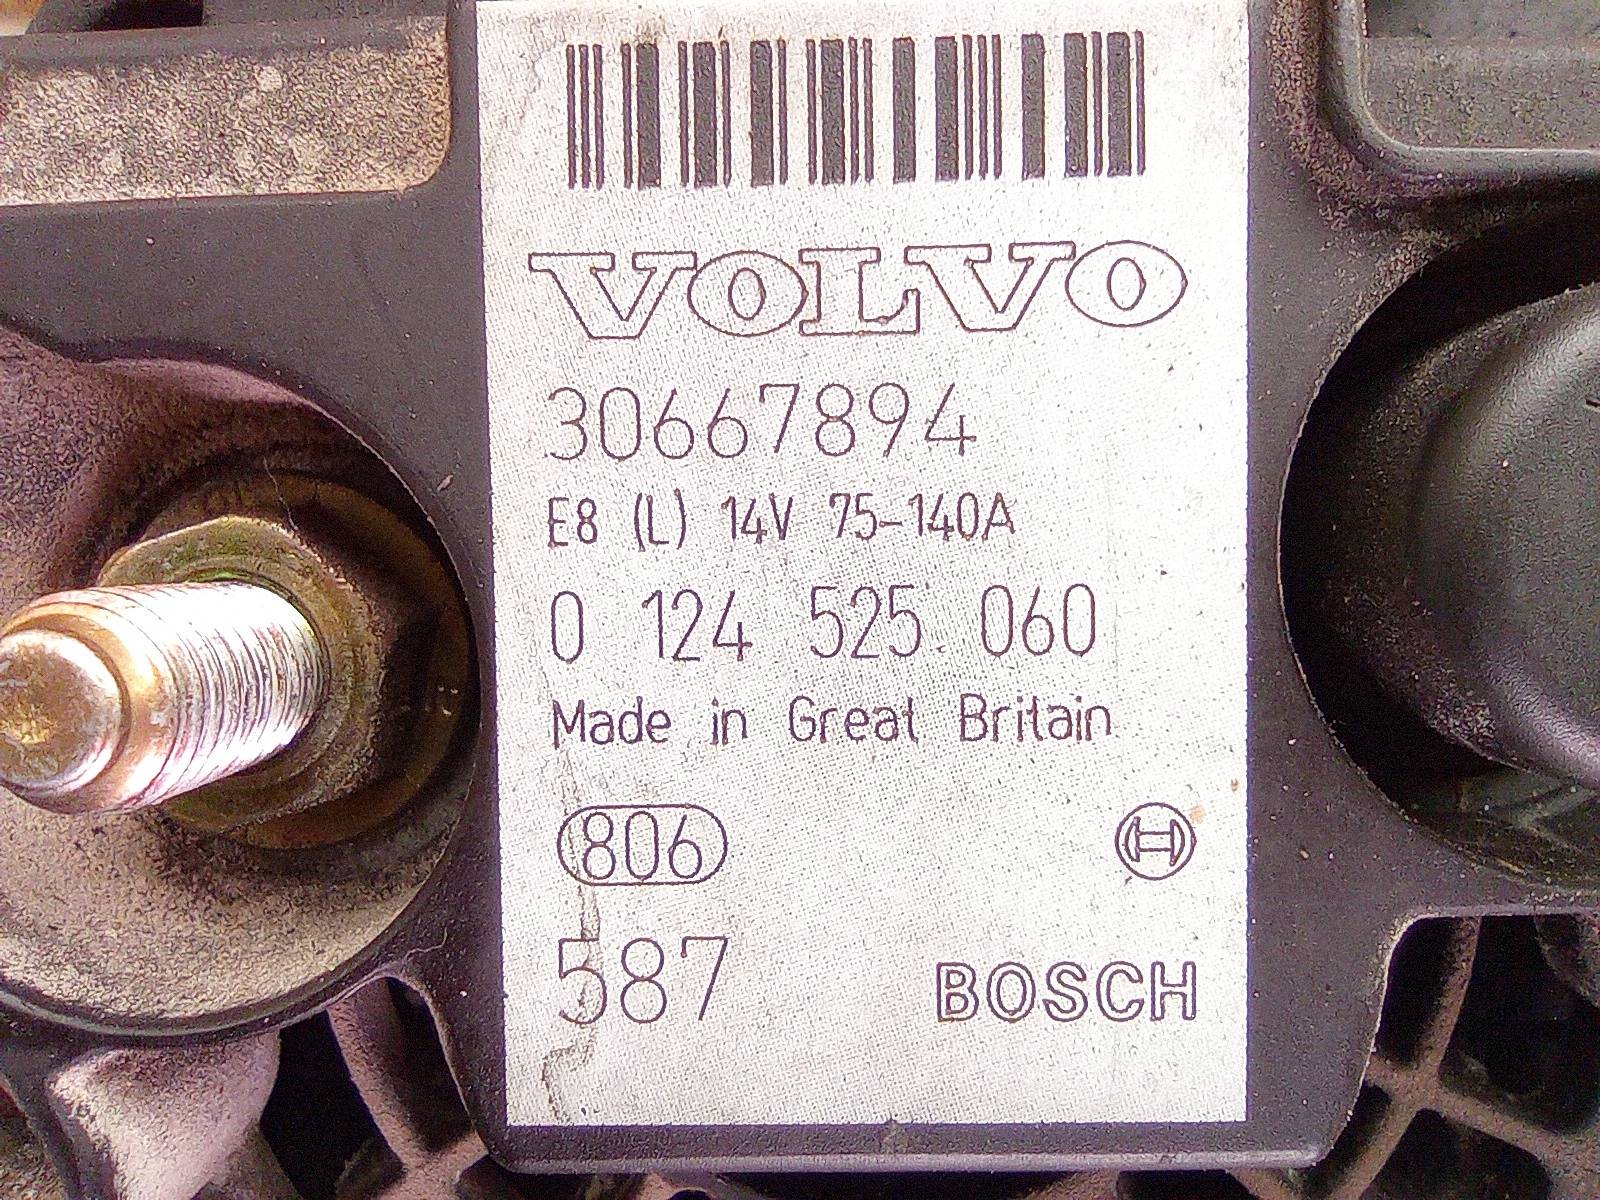 VOLVO
30667894
E8 (L) 14V 75-140A
0 124 525 060
Made in Great Britain
806
587 BOSCH